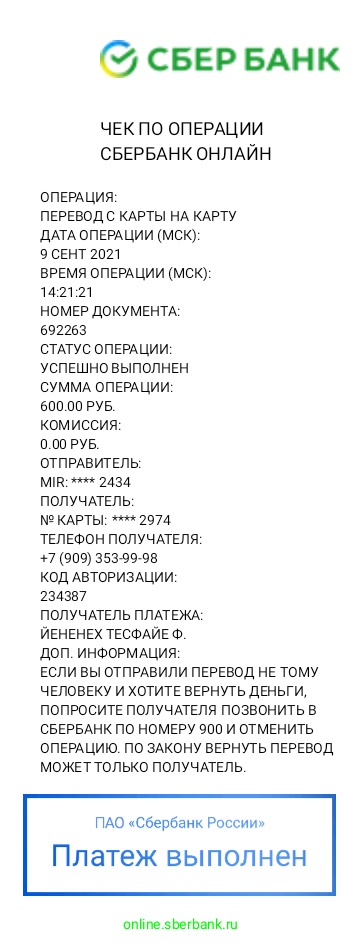 СБЕР БАНК
ЧЕК ПО ОПЕРАЦИИ
СБЕРБАНК ОНЛАЙН
ОПЕРАЦИЯ:
ПЕРЕВОД С КАРТЫ НА КАРТУ
ДАТА ОПЕРАЦИИ (МСК):
9 СЕНТ 2021
ВРЕМЯ ОПЕРАЦИИ (МСК):
14:21:21
НОМЕР ДОКУМЕНТА:
692263
СТАТУС ОПЕРАЦИИ:
УСПЕШНО ВЫПОЛНЕН
СУММА ОПЕРАЦИИ:
600.00 РУБ.
КОМИССИЯ:
0.00 РУБ.
ОТПРАВИТЕЛЬ:
MIR: **** 2434
ПОЛУЧАТЕЛЬ:
№ КАРТЫ: **** 2974
ТЕЛЕФОН ПОЛУЧАТЕЛЯ:
+7 (909) 353-99-98
КОД АВТОРИЗАЦИИ:
234387
ПОЛУЧАТЕЛЬ ПЛАТЕЖА:
ЙЕНЕНЕХ ТЕСФАЙЕ Ф.
ДОП. ИНФОРМАЦИЯ:
ЕСЛИ ВЫ ОТПРАВИЛИ ПЕРЕВОД НЕ ТОМУ
ЧЕЛОВЕКУ И ХОТИТЕ ВЕРНУТЬ ДЕНЬГИ,
ПОПРОСИТЕ ПОЛУЧАТЕЛЯ ПОЗВОНИТЬ В
СБЕРБАНК ПО НОМЕРУ 900 И ОТМЕНИТЬ
ОПЕРАЦИЮ. ПО ЗАКОНУ ВЕРНУТЬ ПЕРЕВОД
МОЖЕТ ТОЛЬКО ПОЛУЧАТЕЛЬ.
ПАО «Сбербанк России»
Платеж выполнен
online.sberbank.ru